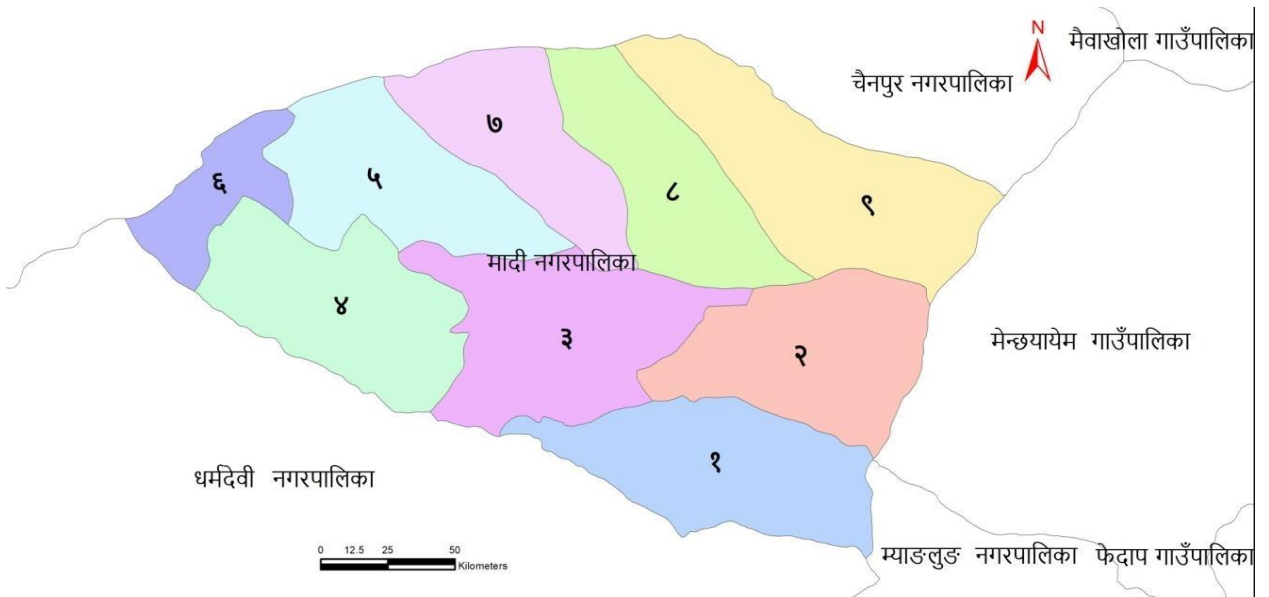 N
मैवाखोला गाउँपालिका
चैनपुर नगरपालिका
७
६
५
८
९
मादी नगरपालिका
४
३
२
मेन्छयायेम गाउँपालिका
१
धर्मदेवी नगरपालिका
म्याङलुङ नगरपालिका फेदाप गाउँपालिका
0 12.5 25 50
Kilometers